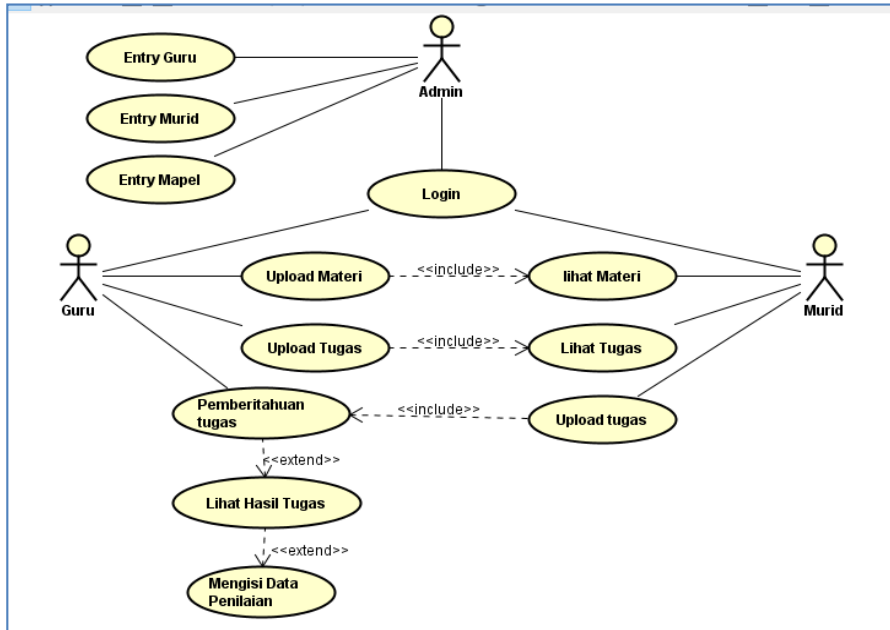 Entry Guru
Admin
Entry Murid
Entry Mapel
Login
Guru
Upload Materi
<<include>>
lihat Materi
Murid
Upload Tugas
<<include>>
Lihat Tugas
Pemberitahuan
tugas
<<include>>
Upload tugas
<<extend>>
Lihat Hasil Tugas
<<extend>>
Mengisi Data
Penilaian